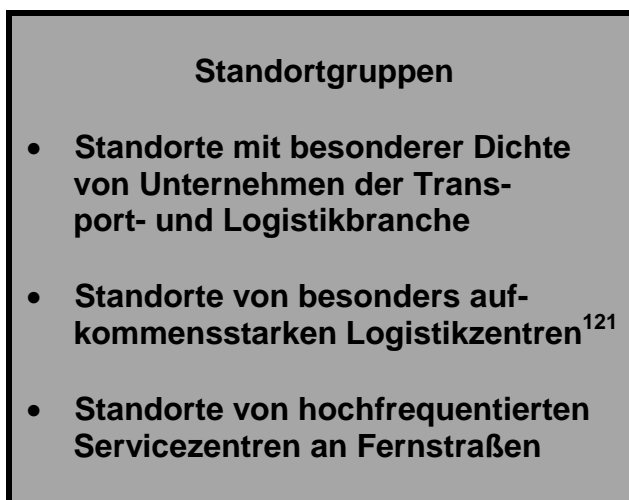 Standortgruppen
• Standorte mit besonderer Dichte
von Unternehmen der Trans-
port- und Logistikbranche
• Standorte von besonders auf-
kommensstarken Logistikzentren121
• Standorte von hochfrequentierten
Servicezentren an Fernstraßen